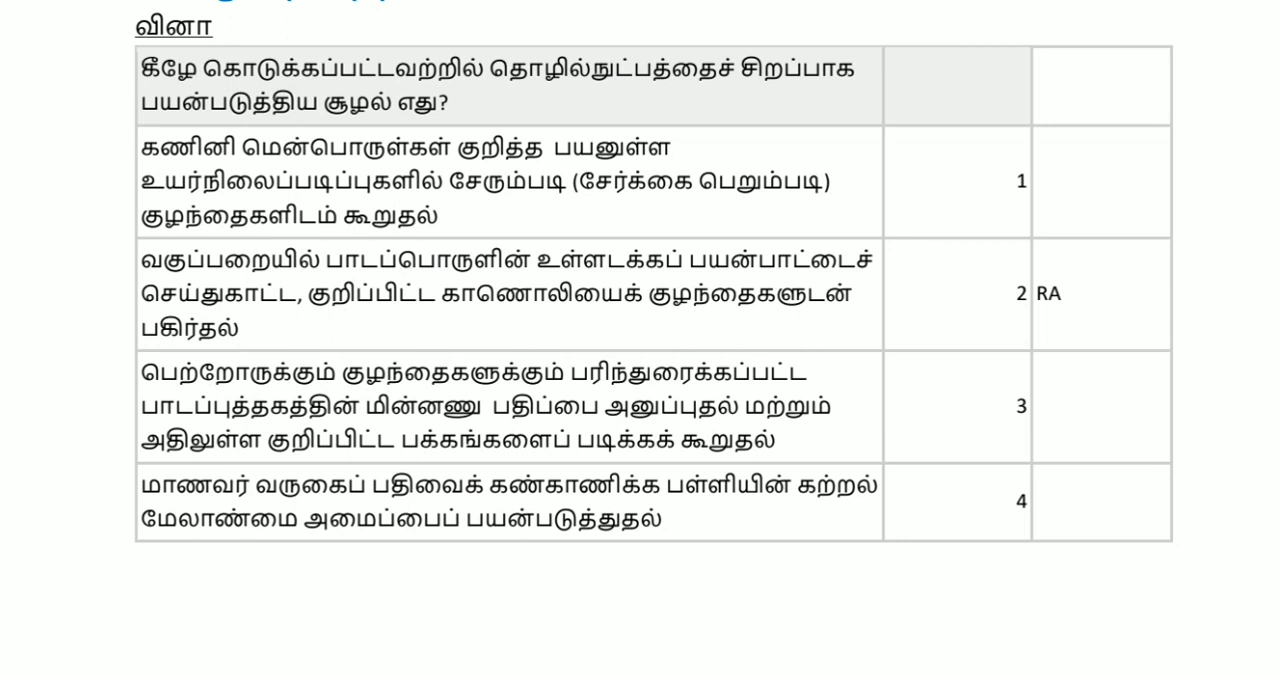 வினா
கீழே கொடுக்கப்பட்டவற்றில் தொழில்நுட்பத்தைச் சிறப்பாக
பயன்படுத்திய சூழல் எது?
கணினி மென்பொருள்கள் குறித்த பயனுள்ள
உயர்நிலைப்படிப்புகளில் சேரும்படி (சேர்க்கை பெறும்படி)
குழந்தைகளிடம் கூறுதல்
1
வகுப்பறையில் பாடப்பொருளின் உள்ளடக்கப் பயன்பாட்டைச்
செய்துகாட்ட, குறிப்பிட்ட காணொலியைக் குழந்தைகளுடன்
பகிர்தல்
2 RA
பெற்றோருக்கும் குழந்தைகளுக்கும் பரிந்துரைக்கப்பட்ட
பாடப்புத்தகத்தின் மின்னணு பதிப்பை அனுப்புதல் மற்றும்
அதிலுள்ள குறிப்பிட்ட பக்கங்களைப் படிக்கக் கூறுதல்
3
மாணவர் வருகைப் பதிவைக் கண்காணிக்க பள்ளியின் கற்றல்
மேலாண்மை அமைப்பைப் பயன்படுத்துதல்
4